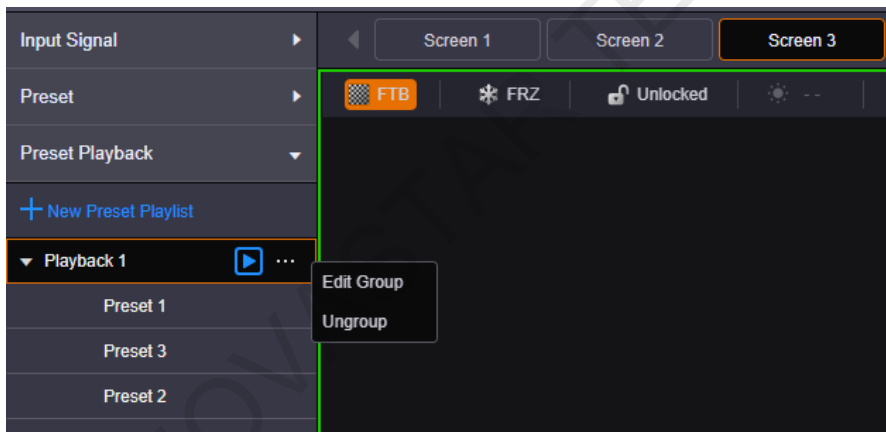 Input Signal
Screen 1
Screen 2
Screen 3
Preset
FTB
FRZ
Unlocked
--
Preset Playback
New Preset Playlist
Playback 1
...
Edit Group
Preset 1
Ungroup
Preset 3
Preset 2